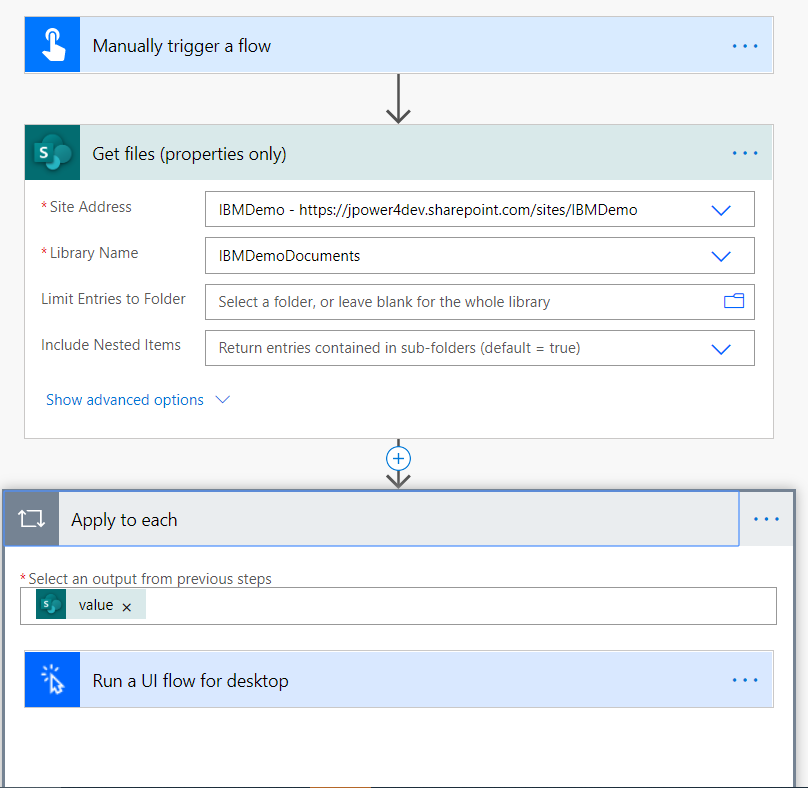 Manually trigger a flow
Get files (properties only)
* Site Address
IBMDemo - https://jpower4dev.sharepoint.com/sites/IBMDemo
* Library Name
IBMDemoDocuments
Limit Entries to Folder
Select a folder, or leave blank for the whole library
Include Nested Items
Return entries contained in sub-folders (default = true)
Show advanced options
Apply to each
* Select an output from previous steps
value ×
Run a UI flow for desktop